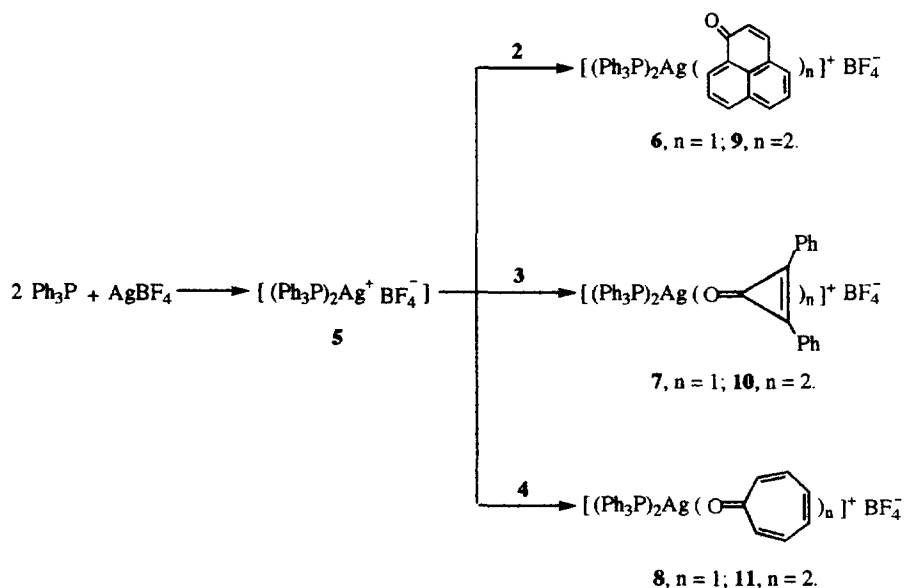 2
[(Ph3P)2Ag( O )n ]+ BF4−
6, n = 1; 9, n =2.
Ph
2 Ph3P + AgBF4 [(Ph3P)2Ag+ BF4− ] 3 [(Ph3P)2Ag( O )n ]+ BF4−
5
Ph
7, n = 1; 10, n = 2.
4
[(Ph3P)2Ag( O )n ]+ BF4−
8, n = 1; 11, n = 2.